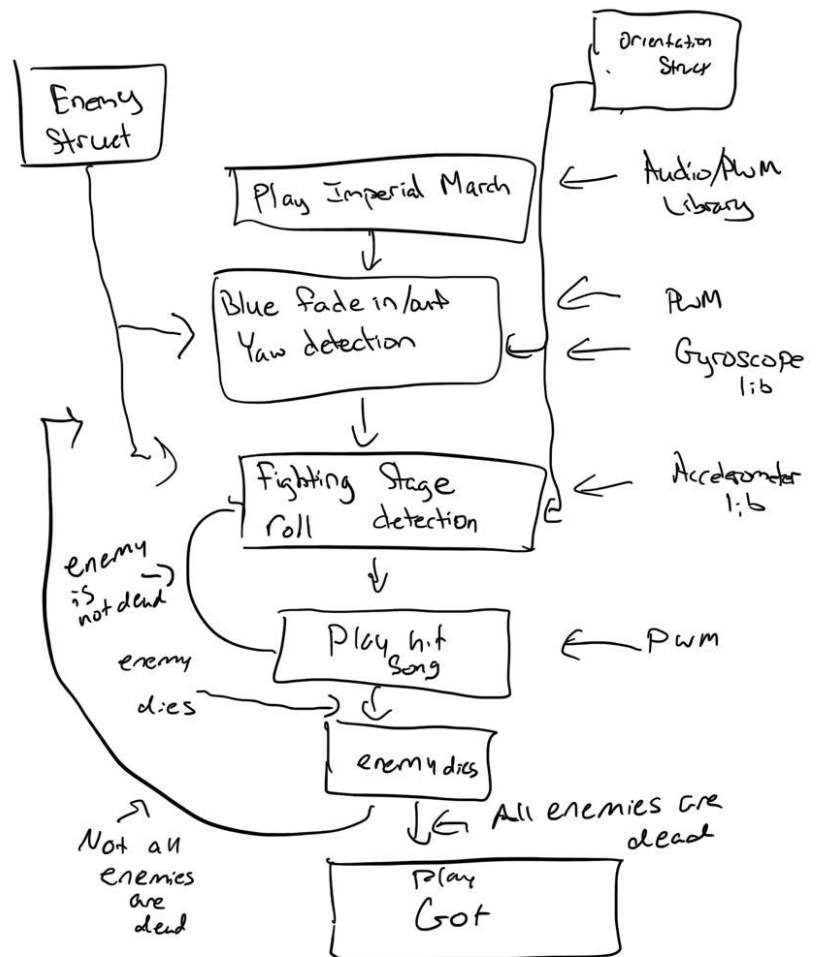 Orientation
Struct
Enemy
Struct
Play Imperial March
Audio/PWM
Library
Blue fade in/out
Yaw detection
PWM
Gyroscope
lib
Fighting Stage
roll detection
Accelerometer
lib
enemy
is
not dead
Play hit
Song
PWM
enemy
dies
enemy dies
All enemies are
dead
Not all
enemies
are
dead
Play
Got